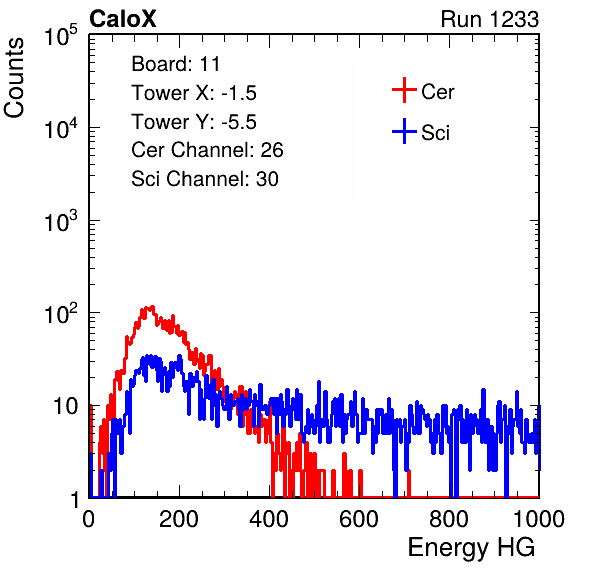 CaloX Run 1233
Counts
10^5
10^4
10^3
10^2
10
1
Board: 11
Tower X: -1.5
Tower Y: -5.5
Cer Channel: 26
Sci Channel: 30
Cer
Sci
0 200 400 600 800 1000
Energy HG